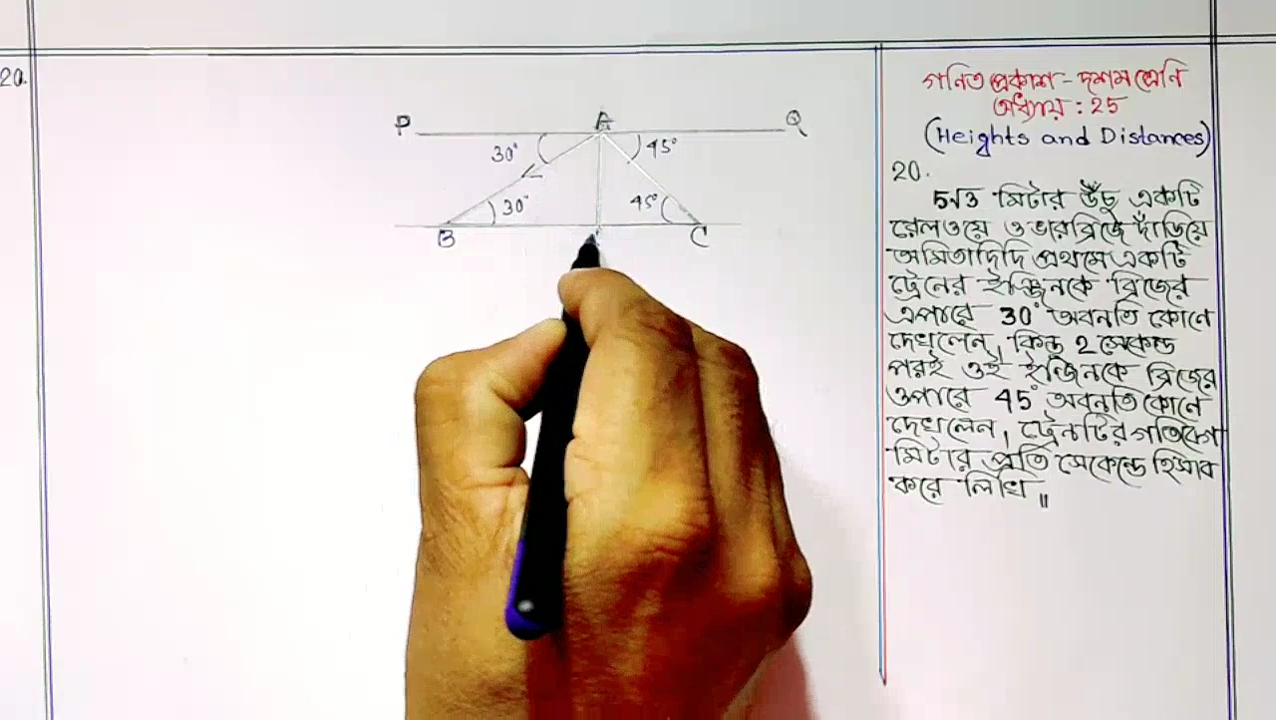 20.
P A Q
30° 45°
30° 45°
B C
গনিত প্রকাশ - দশম শ্রেনি
অধ্যায় : 25
(Heights and Distances)
20.
5√3 মিটার উঁচু একটি
রেলওয়ে ওভারব্রিজে দাঁড়িয়ে
অমিতাদিদি প্রথমে একটি
ট্রেনের ইঞ্জিনকে ব্রিজের
এপারে 30° অবনতি কোনে
দেখলেন, কিন্তু 2 সেকেন্ড
পরই ওই ইঞ্জিনকে ব্রিজের
ওপারে 45° অবনতি কোনে
দেখলেন, ট্রেনটির গতিবেগ
মিটার প্রতি সেকেন্ডে হিসাব
করে লিখি॥